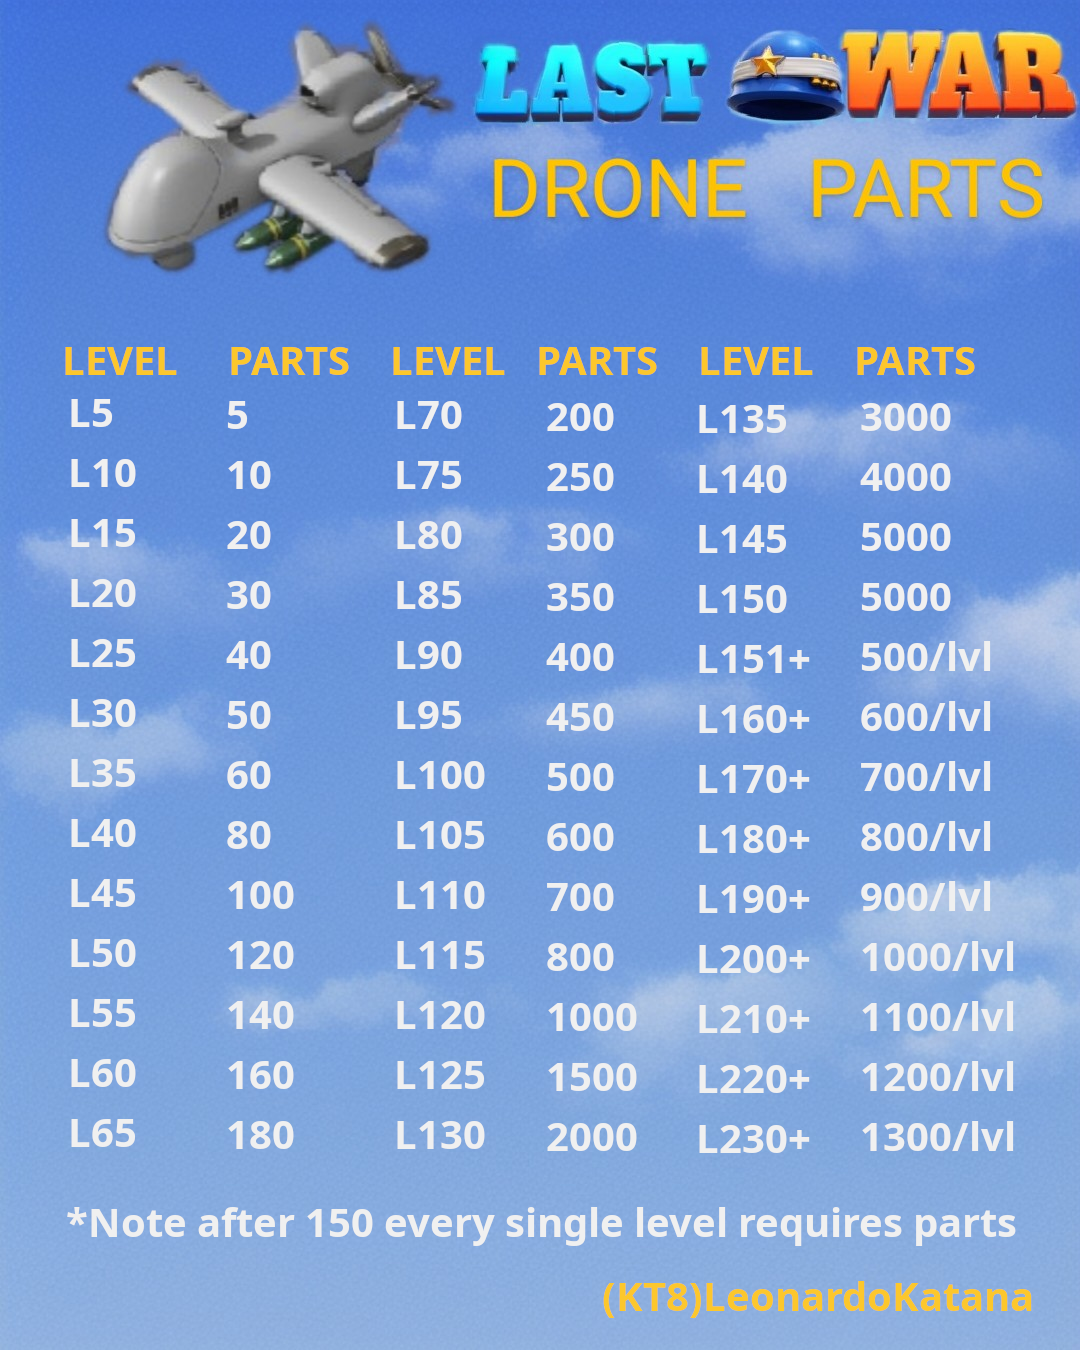 LAST WAR
DRONE PARTS
LEVEL PARTS LEVEL PARTS LEVEL PARTS
L5 5 L70 200 L135 3000
L10 10 L75 250 L140 4000
L15 20 L80 300 L145 5000
L20 30 L85 350 L150 5000
L25 40 L90 400 L151+ 500/lvl
L30 50 L95 450 L160+ 600/lvl
L35 60 L100 500 L170+ 700/lvl
L40 80 L105 600 L180+ 800/lvl
L45 100 L110 700 L190+ 900/lvl
L50 120 L115 800 L200+ 1000/lvl
L55 140 L120 1000 L210+ 1100/lvl
L60 160 L125 1500 L220+ 1200/lvl
L65 180 L130 2000 L230+ 1300/lvl
*Note after 150 every single level requires parts
(KT8)LeonardoKatana